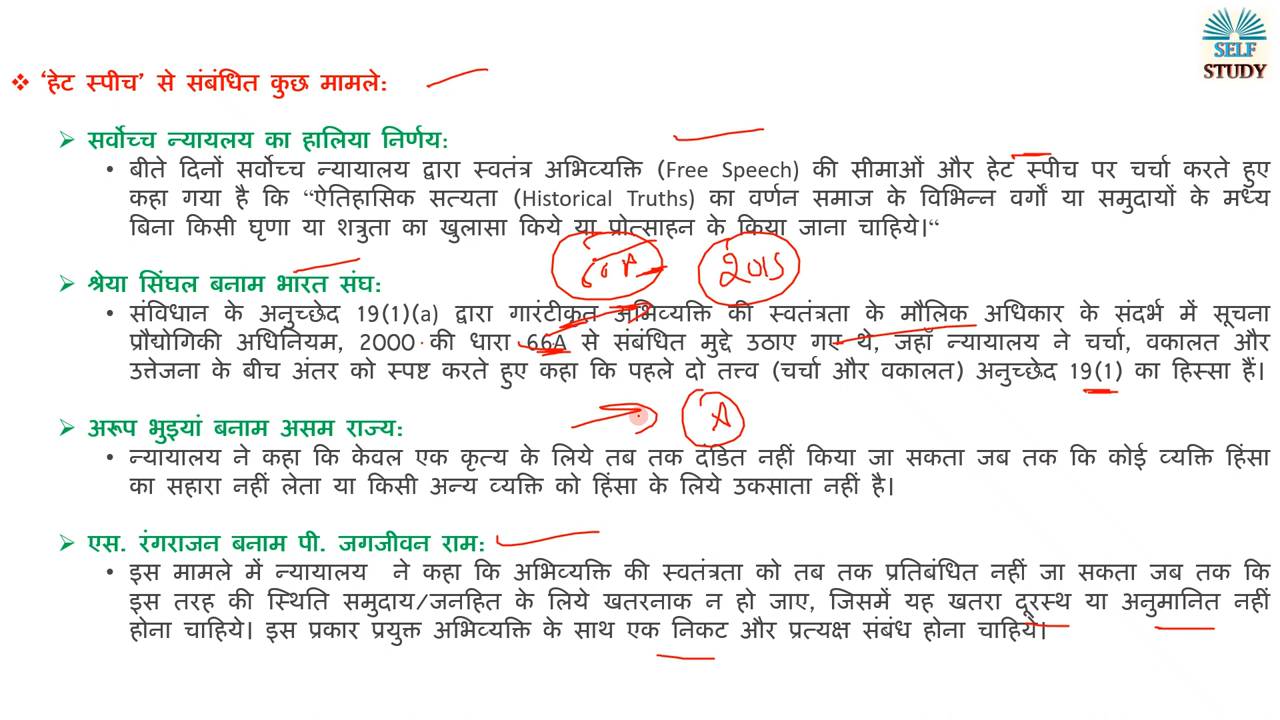 SELF
STUDY
❖ ‘हेट स्पीच’ से संबंधित कुछ मामले:
➢ सर्वोच्च न्यायलय का हालिया निर्णय:
• बीते दिनों सर्वोच्च न्यायालय द्वारा स्वतंत्र अभिव्यक्ति (Free Speech) की सीमाओं और हेट स्पीच पर चर्चा करते हुए
कहा गया है कि “ऐतिहासिक सत्यता (Historical Truths) का वर्णन समाज के विभिन्न वर्गों या समुदायों के मध्य
बिना किसी घृणा या शत्रुता का खुलासा किये या प्रोत्साहन के किया जाना चाहिये।“
66A 2015
➢ श्रेया सिंघल बनाम भारत संघ:
• संविधान के अनुच्छेद 19(1)(a) द्वारा गारंटीकृत अभिव्यक्ति की स्वतंत्रता के मौलिक अधिकार के संदर्भ में सूचना
प्रौद्योगिकी अधिनियम, 2000 की धारा 66A से संबंधित मुद्दे उठाए गए थे, जहाँ न्यायालय ने चर्चा, वकालत और
उत्तेजना के बीच अंतर को स्पष्ट करते हुए कहा कि पहले दो तत्त्व (चर्चा और वकालत) अनुच्छेद 19(1) का हिस्सा हैं।
A
➢ अरूप भुइयां बनाम असम राज्य:
• न्यायालय ने कहा कि केवल एक कृत्य के लिये तब तक दंडित नहीं किया जा सकता जब तक कि कोई व्यक्ति हिंसा
का सहारा नहीं लेता या किसी अन्य व्यक्ति को हिंसा के लिये उकसाता नहीं है।
➢ एस. रंगराजन बनाम पी. जगजीवन राम:
• इस मामले में न्यायालय ने कहा कि अभिव्यक्ति की स्वतंत्रता को तब तक प्रतिबंधित नहीं जा सकता जब तक कि
इस तरह की स्थिति समुदाय/जनहित के लिये खतरनाक न हो जाए, जिसमें यह खतरा दूरस्थ या अनुमानित नहीं
होना चाहिये। इस प्रकार प्रयुक्त अभिव्यक्ति के साथ एक निकट और प्रत्यक्ष संबंध होना चाहिये।